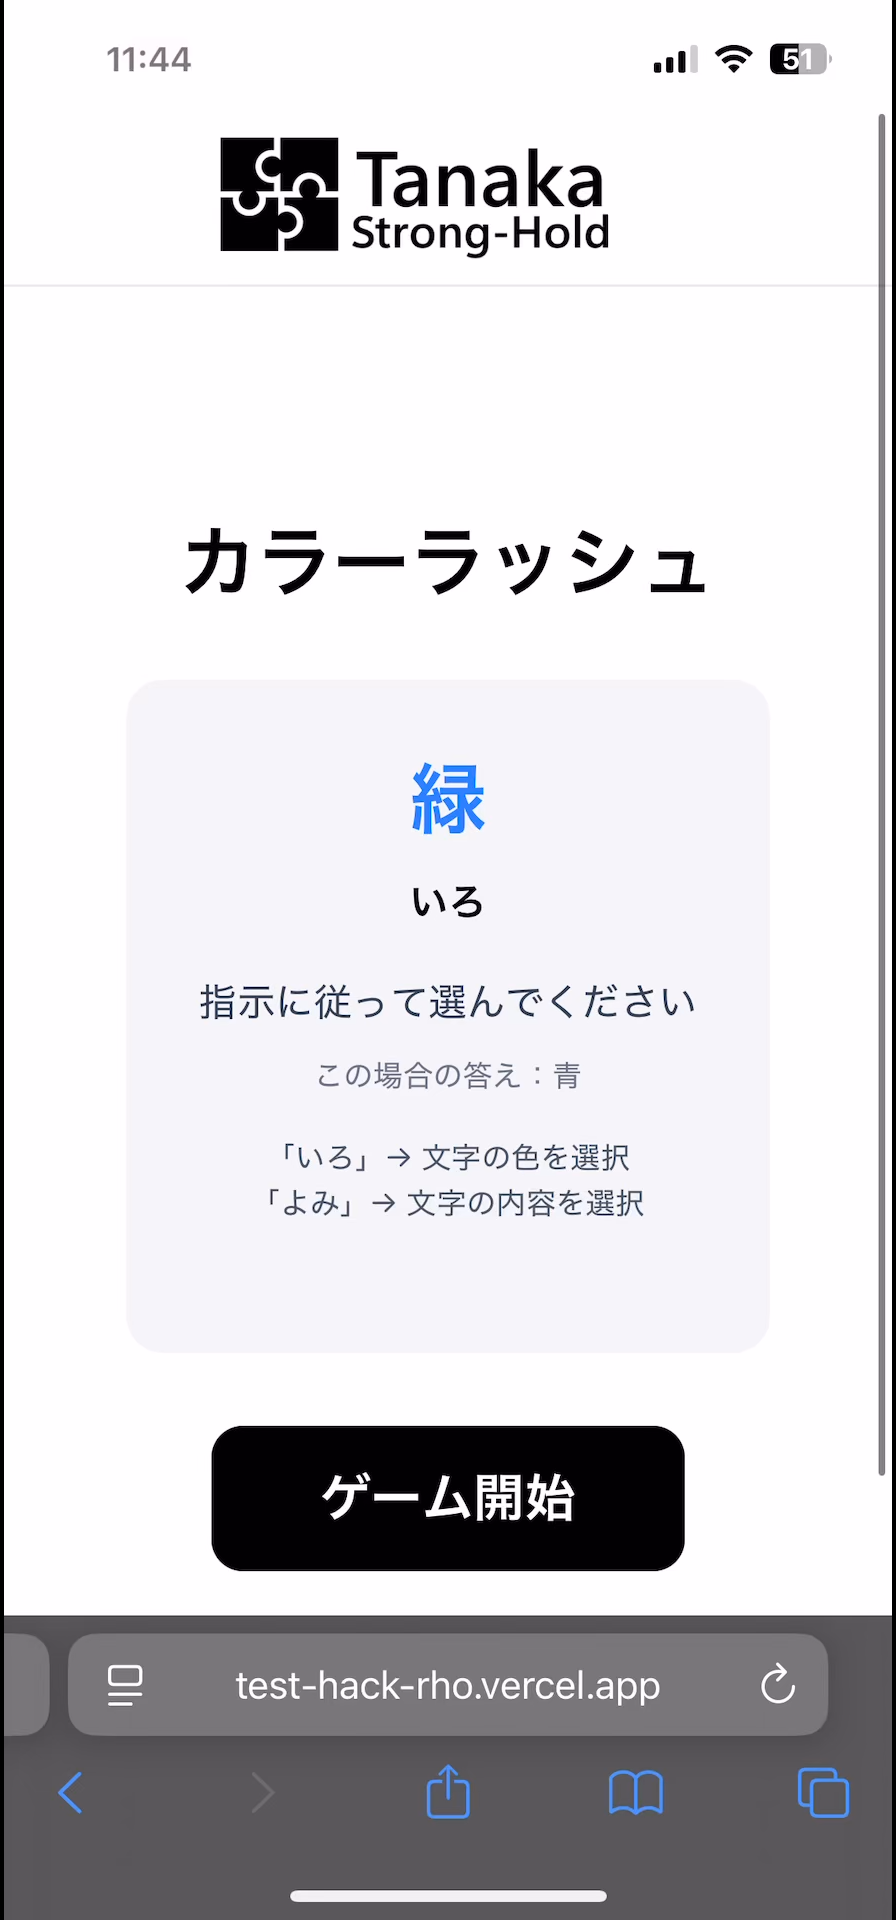 11:44
51
Tanaka
Strong-Hold
カラーラッシュ
緑
いろ
指示に従って選んでください
この場合の答え：青
「いろ」→ 文字の色を選択
「よみ」→ 文字の内容を選択
ゲーム開始
test-hack-rho.vercel.app